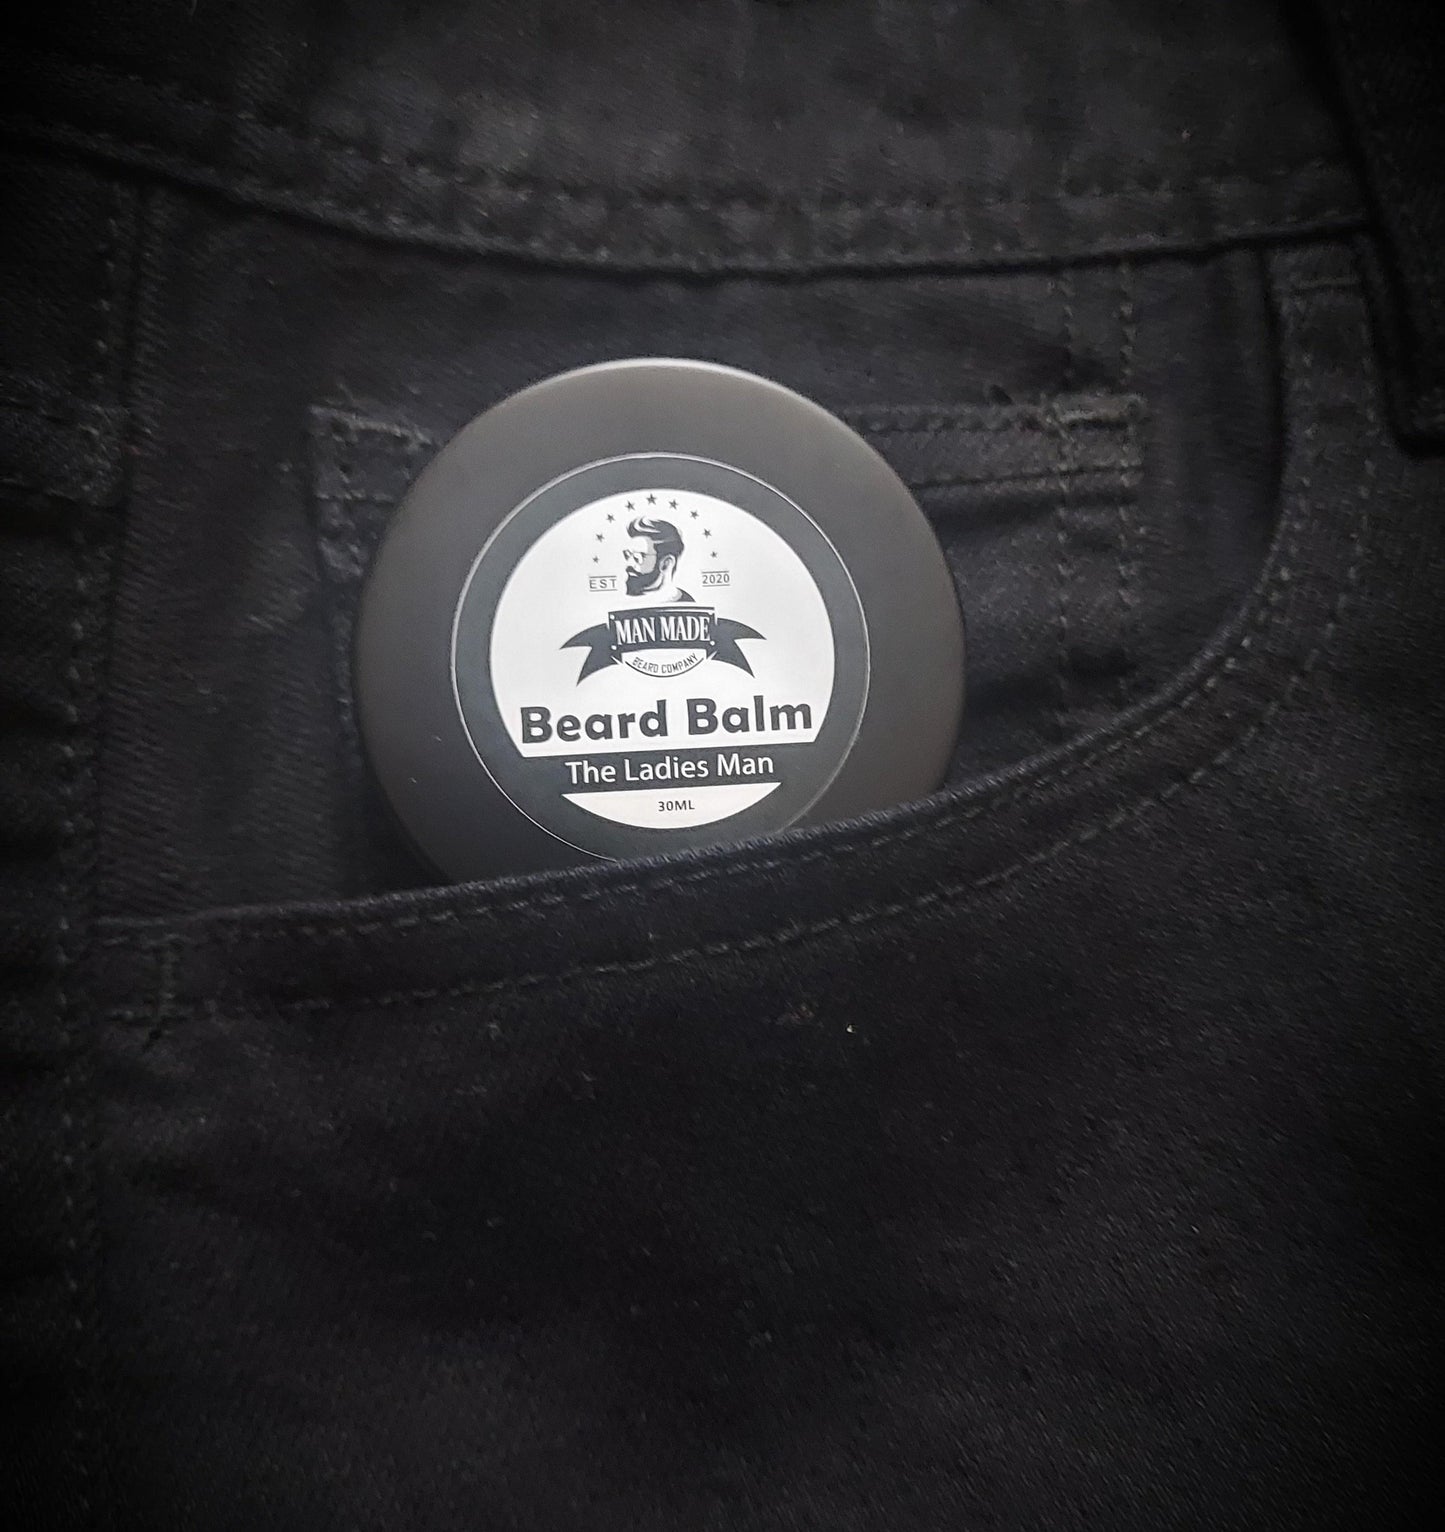 EST 2020
MAN MADE
BEARD COMPANY
Beard Balm
The Ladies Man
30ML